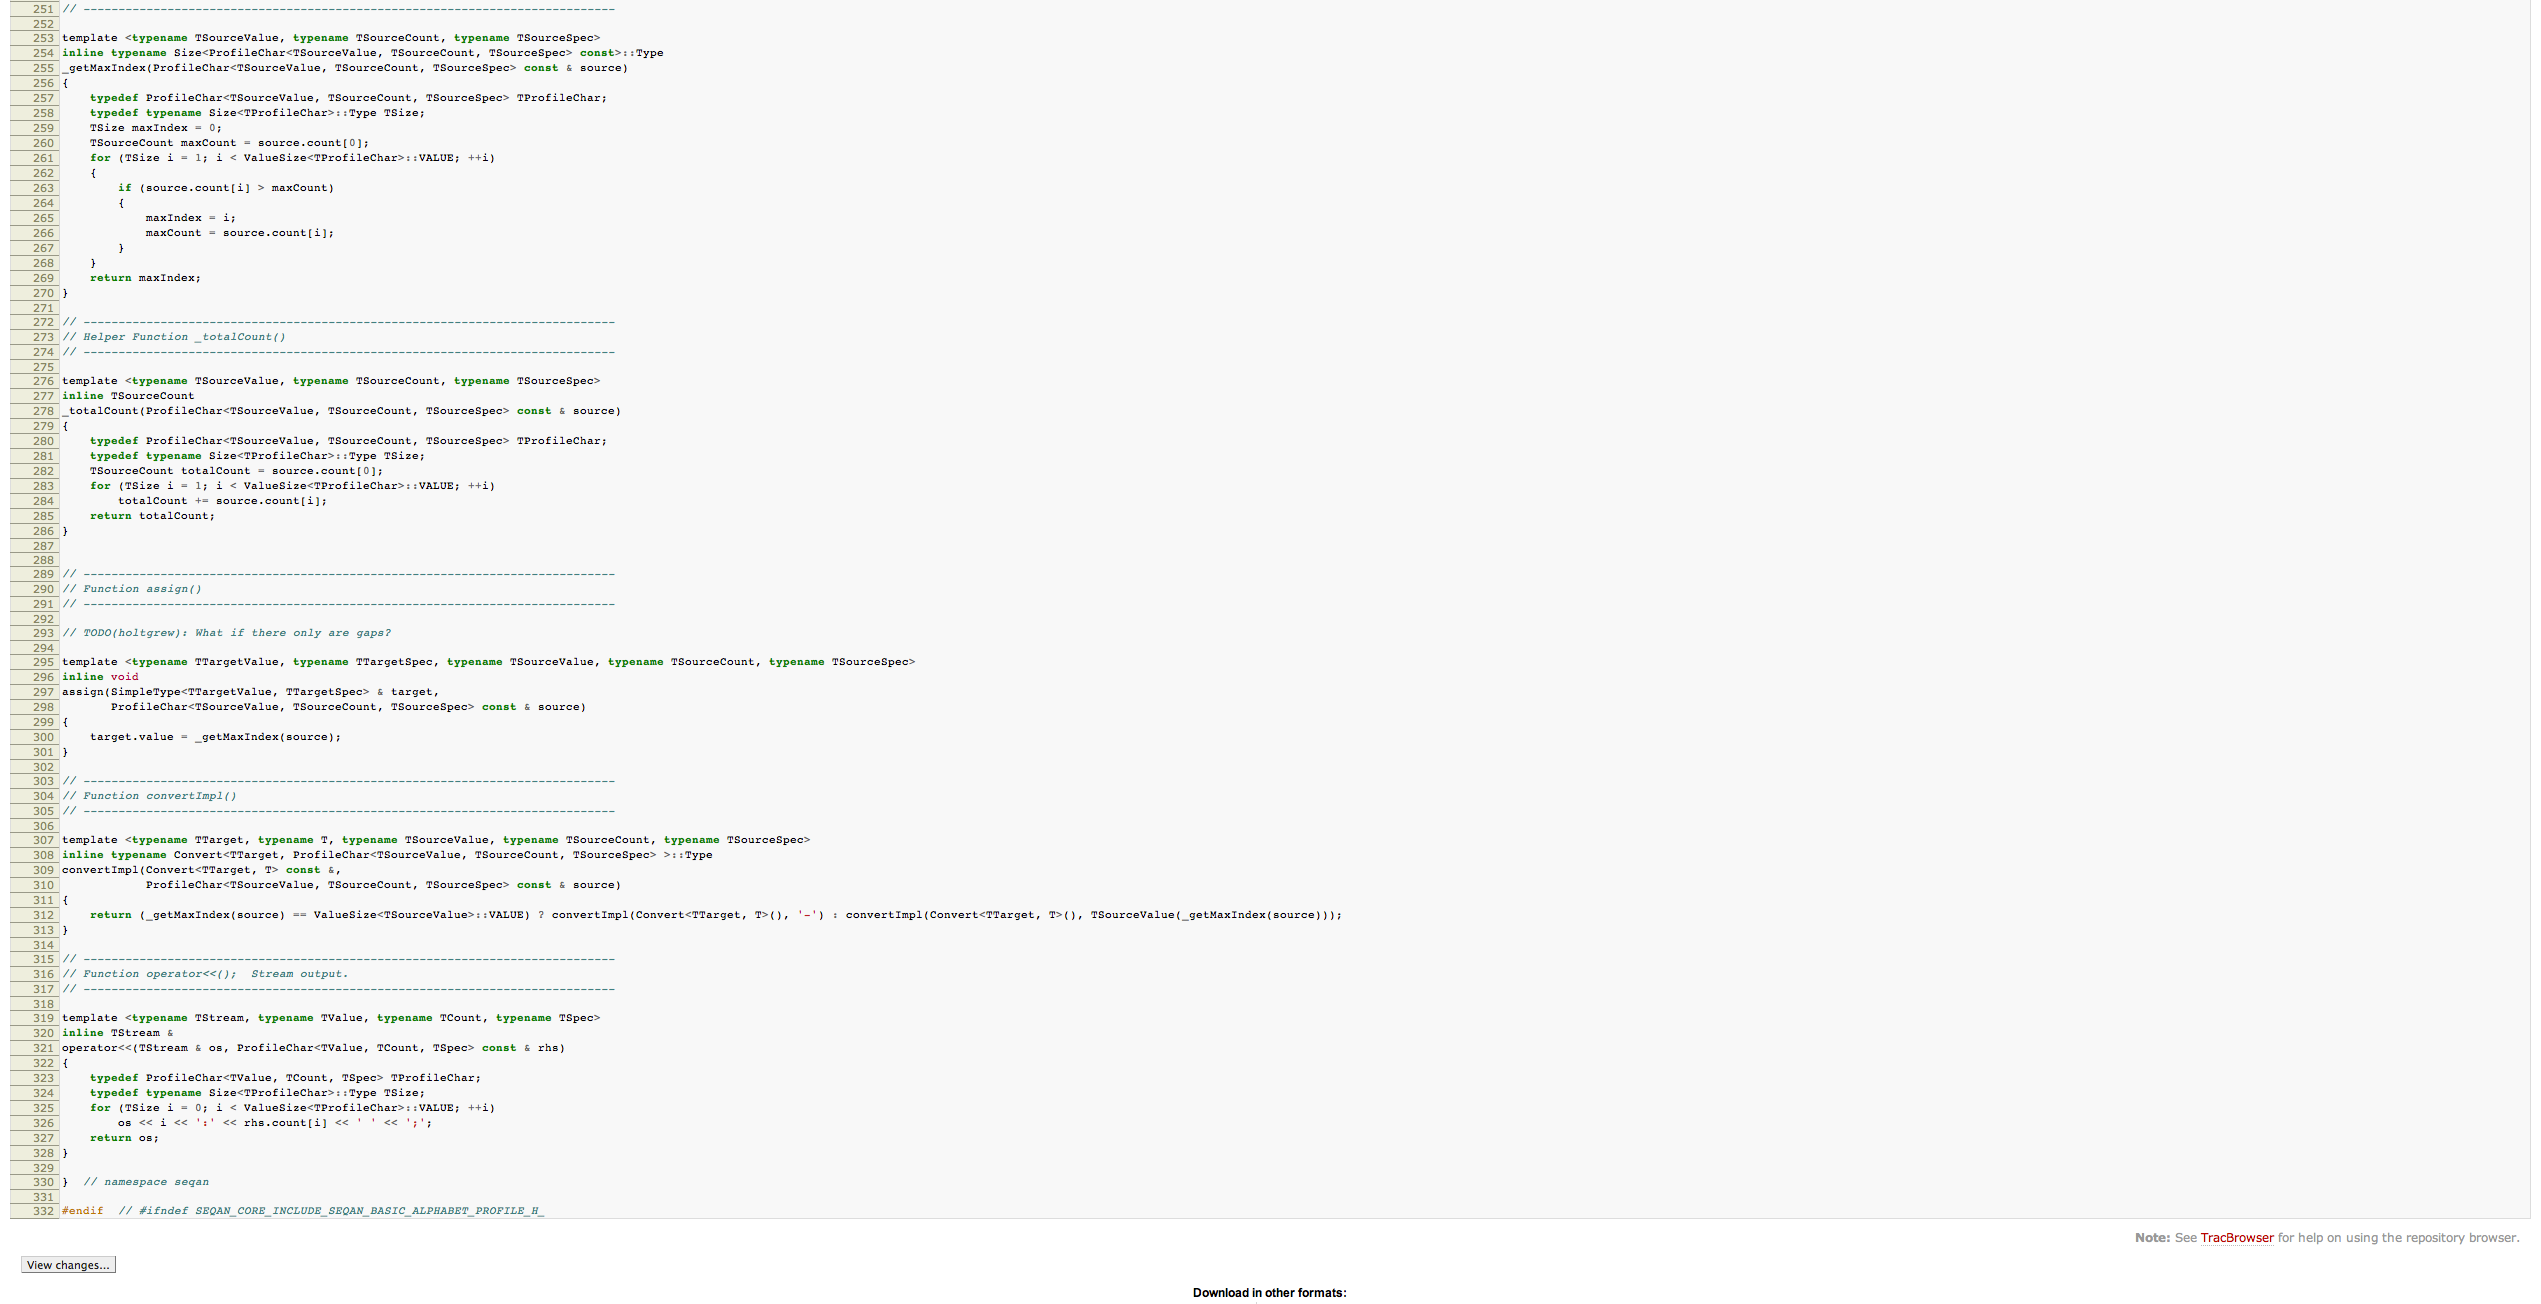 251 // ----------------------------------------------------------------------------
252
253 template <typename TSourceValue, typename TSourceCount, typename TSourceSpec>
254 inline typename Size<ProfileChar<TSourceValue, TSourceCount, TSourceSpec> const>::Type
255 _getMaxIndex(ProfileChar<TSourceValue, TSourceCount, TSourceSpec> const & source)
256 {
257     typedef ProfileChar<TSourceValue, TSourceCount, TSourceSpec> TProfileChar;
258     typedef typename Size<TProfileChar>::Type TSize;
259     TSize maxIndex = 0;
260     TSourceCount maxCount = source.count[0];
261     for (TSize i = 1; i < ValueSize<TProfileChar>::VALUE; ++i)
262     {
263         if (source.count[i] > maxCount)
264         {
265             maxIndex = i;
266             maxCount = source.count[i];
267         }
268     }
269     return maxIndex;
270 }
271
272 // ----------------------------------------------------------------------------
273 // Helper Function _totalCount()
274 // ----------------------------------------------------------------------------
275
276 template <typename TSourceValue, typename TSourceCount, typename TSourceSpec>
277 inline TSourceCount
278 _totalCount(ProfileChar<TSourceValue, TSourceCount, TSourceSpec> const & source)
279 {
280     typedef ProfileChar<TSourceValue, TSourceCount, TSourceSpec> TProfileChar;
281     typedef typename Size<TProfileChar>::Type TSize;
282     TSourceCount totalCount = source.count[0];
283     for (TSize i = 1; i < ValueSize<TProfileChar>::VALUE; ++i)
284         totalCount += source.count[i];
285     return totalCount;
286 }
287
288
289 // ----------------------------------------------------------------------------
290 // Function assign()
291 // ----------------------------------------------------------------------------
292
293 // TODO(holtgrew): What if there only are gaps?
294
295 template <typename TTargetValue, typename TTargetSpec, typename TSourceValue, typename TSourceCount, typename TSourceSpec>
296 inline void
297 assign(SimpleType<TTargetValue, TTargetSpec> & target,
298        ProfileChar<TSourceValue, TSourceCount, TSourceSpec> const & source)
299 {
300     target.value = _getMaxIndex(source);
301 }
302
303 // ----------------------------------------------------------------------------
304 // Function convertImpl()
305 // ----------------------------------------------------------------------------
306
307 template <typename TTarget, typename T, typename TSourceValue, typename TSourceCount, typename TSourceSpec>
308 inline typename Convert<TTarget, ProfileChar<TSourceValue, TSourceCount, TSourceSpec> >::Type
309 convertImpl(Convert<TTarget, T> const &,
310             ProfileChar<TSourceValue, TSourceCount, TSourceSpec> const & source)
311 {
312     return (_getMaxIndex(source) == ValueSize<TSourceValue>::VALUE) ? convertImpl(Convert<TTarget, T>(), '-') : convertImpl(Convert<TTarget, T>(), TSourceValue(_getMaxIndex(source)));
313 }
314
315 // ----------------------------------------------------------------------------
316 // Function operator<<();  Stream output.
317 // ----------------------------------------------------------------------------
318
319 template <typename TStream, typename TValue, typename TCount, typename TSpec>
320 inline TStream &
321 operator<<(TStream & os, ProfileChar<TValue, TCount, TSpec> const & rhs)
322 {
323     typedef ProfileChar<TValue, TCount, TSpec> TProfileChar;
324     typedef typename Size<TProfileChar>::Type TSize;
325     for (TSize i = 0; i < ValueSize<TProfileChar>::VALUE; ++i)
326         os << i << ':' << rhs.count[i] << ' ' << ';';
327     return os;
328 }
329
330 }  // namespace seqan
331
332 #endif  // #ifndef SEQAN_CORE_INCLUDE_SEQAN_BASIC_ALPHABET_PROFILE_H_
Note: See TracBrowser for help on using the repository browser.
View changes...
Download in other formats: